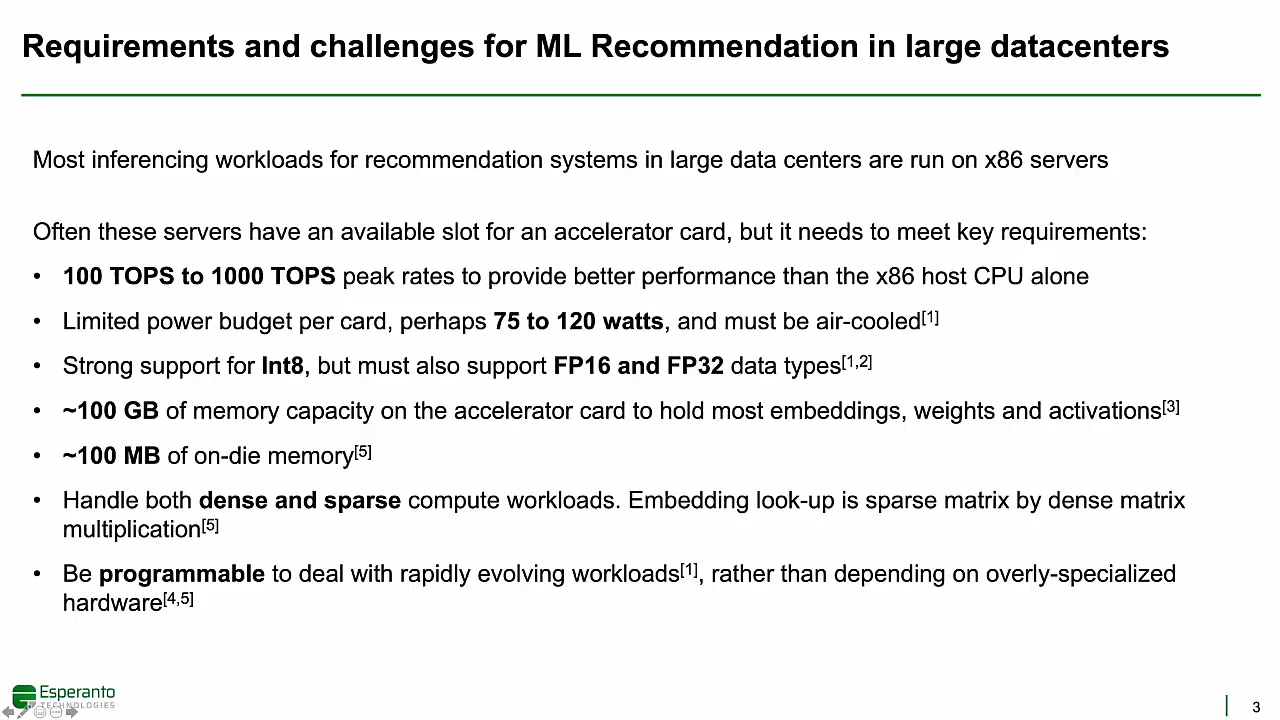 Requirements and challenges for ML Recommendation in large datacenters
Most inferencing workloads for recommendation systems in large data centers are run on x86 servers
Often these servers have an available slot for an accelerator card, but it needs to meet key requirements:
• 100 TOPS to 1000 TOPS peak rates to provide better performance than the x86 host CPU alone
• Limited power budget per card, perhaps 75 to 120 watts, and must be air-cooled[1]
• Strong support for Int8, but must also support FP16 and FP32 data types[1,2]
• ~100 GB of memory capacity on the accelerator card to hold most embeddings, weights and activations[3]
• ~100 MB of on-die memory[5]
• Handle both dense and sparse compute workloads. Embedding look-up is sparse matrix by dense matrix
multiplication[5]
• Be programmable to deal with rapidly evolving workloads[1], rather than depending on overly-specialized
hardware[4,5]
Esperanto
TECHNOLOGIES
3